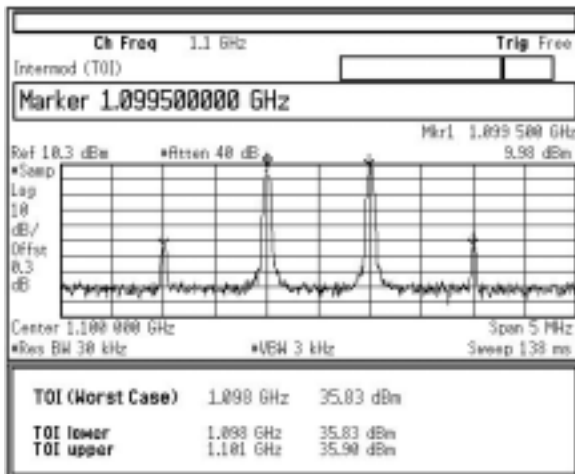 Ch Freq 1.1 GHz Trig Free
Intermod (TOI)
Marker 1.099500000 GHz
Mkr1 1.099 500 GHz
Ref 10.3 dBm *Atten 40 dB 9.98 dBm
*Samp
Log
10
dB/
Offst
0.3
dB
Center 1.100 000 GHz Span 5 MHz
*Res BW 30 kHz *VBW 3 kHz Sweep 138 ms
TOI (Worst Case) 1.098 GHz 35.83 dBm
TOI lower 1.098 GHz 35.83 dBm
TOI upper 1.101 GHz 35.90 dBm